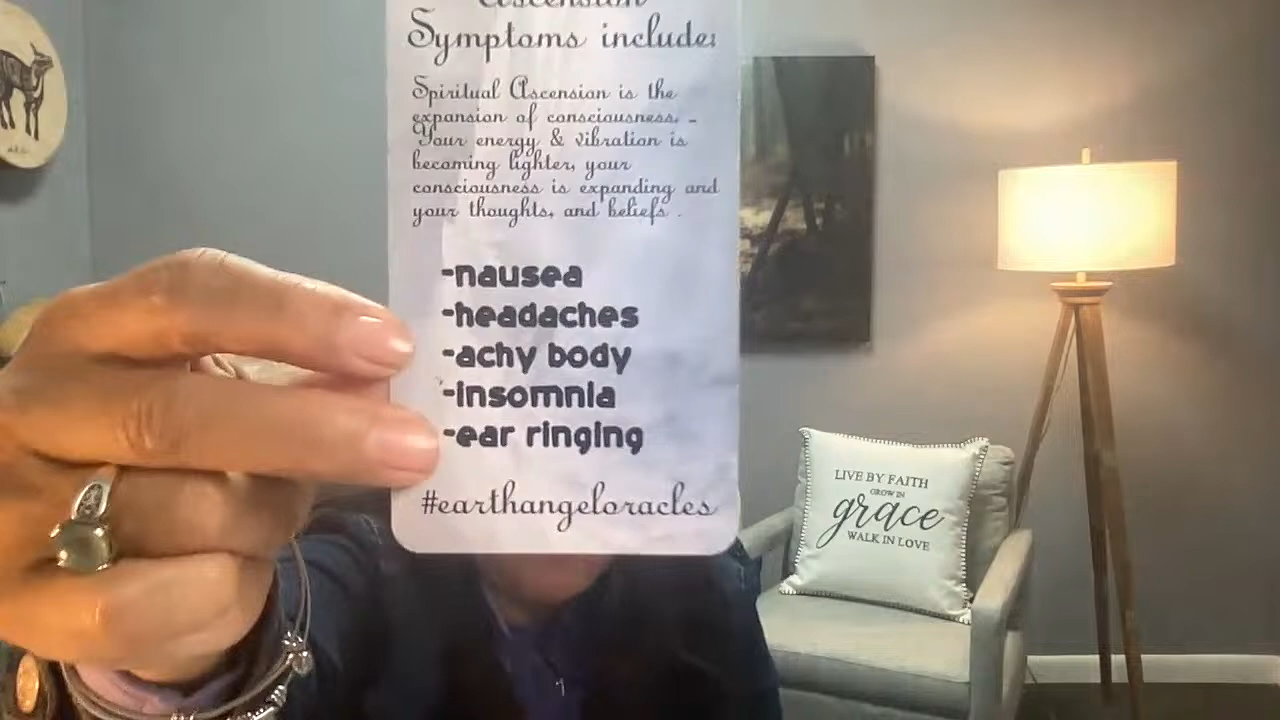 Ascension
Symptoms include:
Spiritual Ascension is the
expansion of consciousness. -
Your energy & vibration is
becoming lighter, your
consciousness is expanding and
your thoughts, and beliefs .
-nausea
-headaches
-achy body
-insomnia
-ear ringing
#earthangeloracles
LIVE BY FAITH
GROW IN
grace
WALK IN LOVE